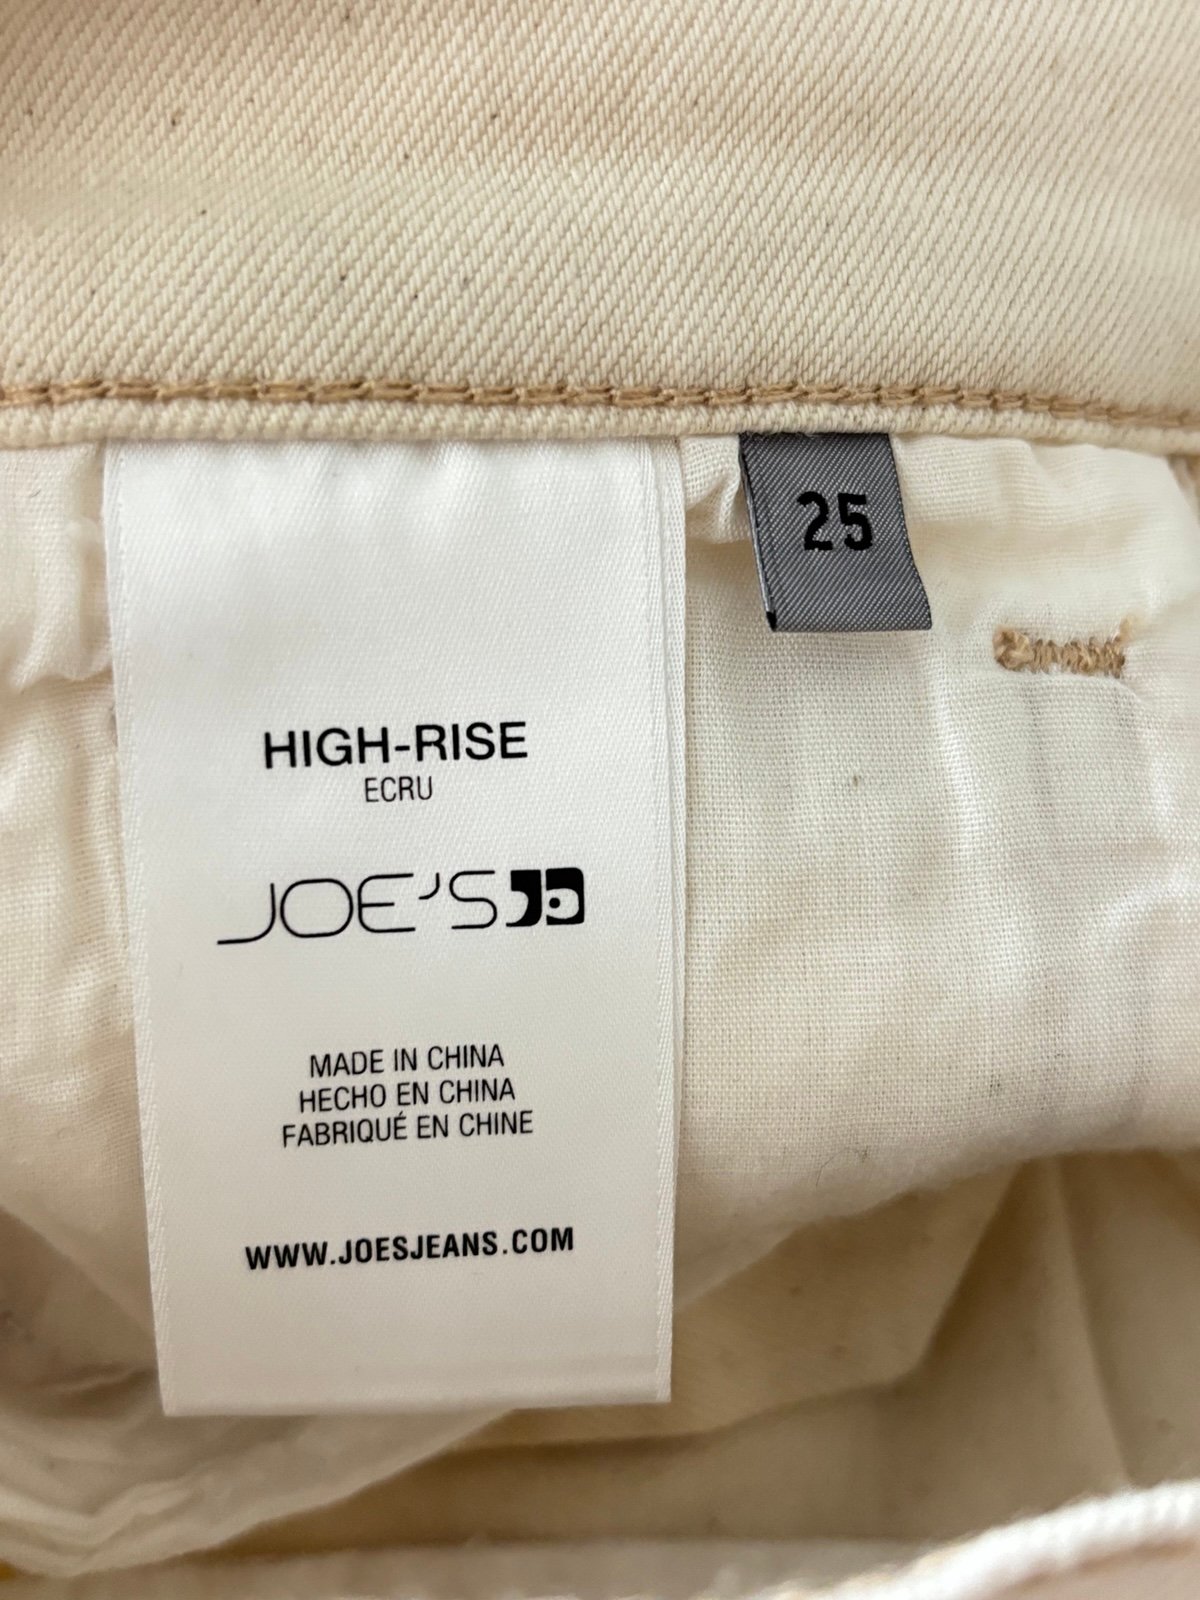 25
HIGH-RISE
ECRU
JOE'S
MADE IN CHINA
HECHO EN CHINA
FABRIQUÉ EN CHINE
WWW.JOESJEANS.COM